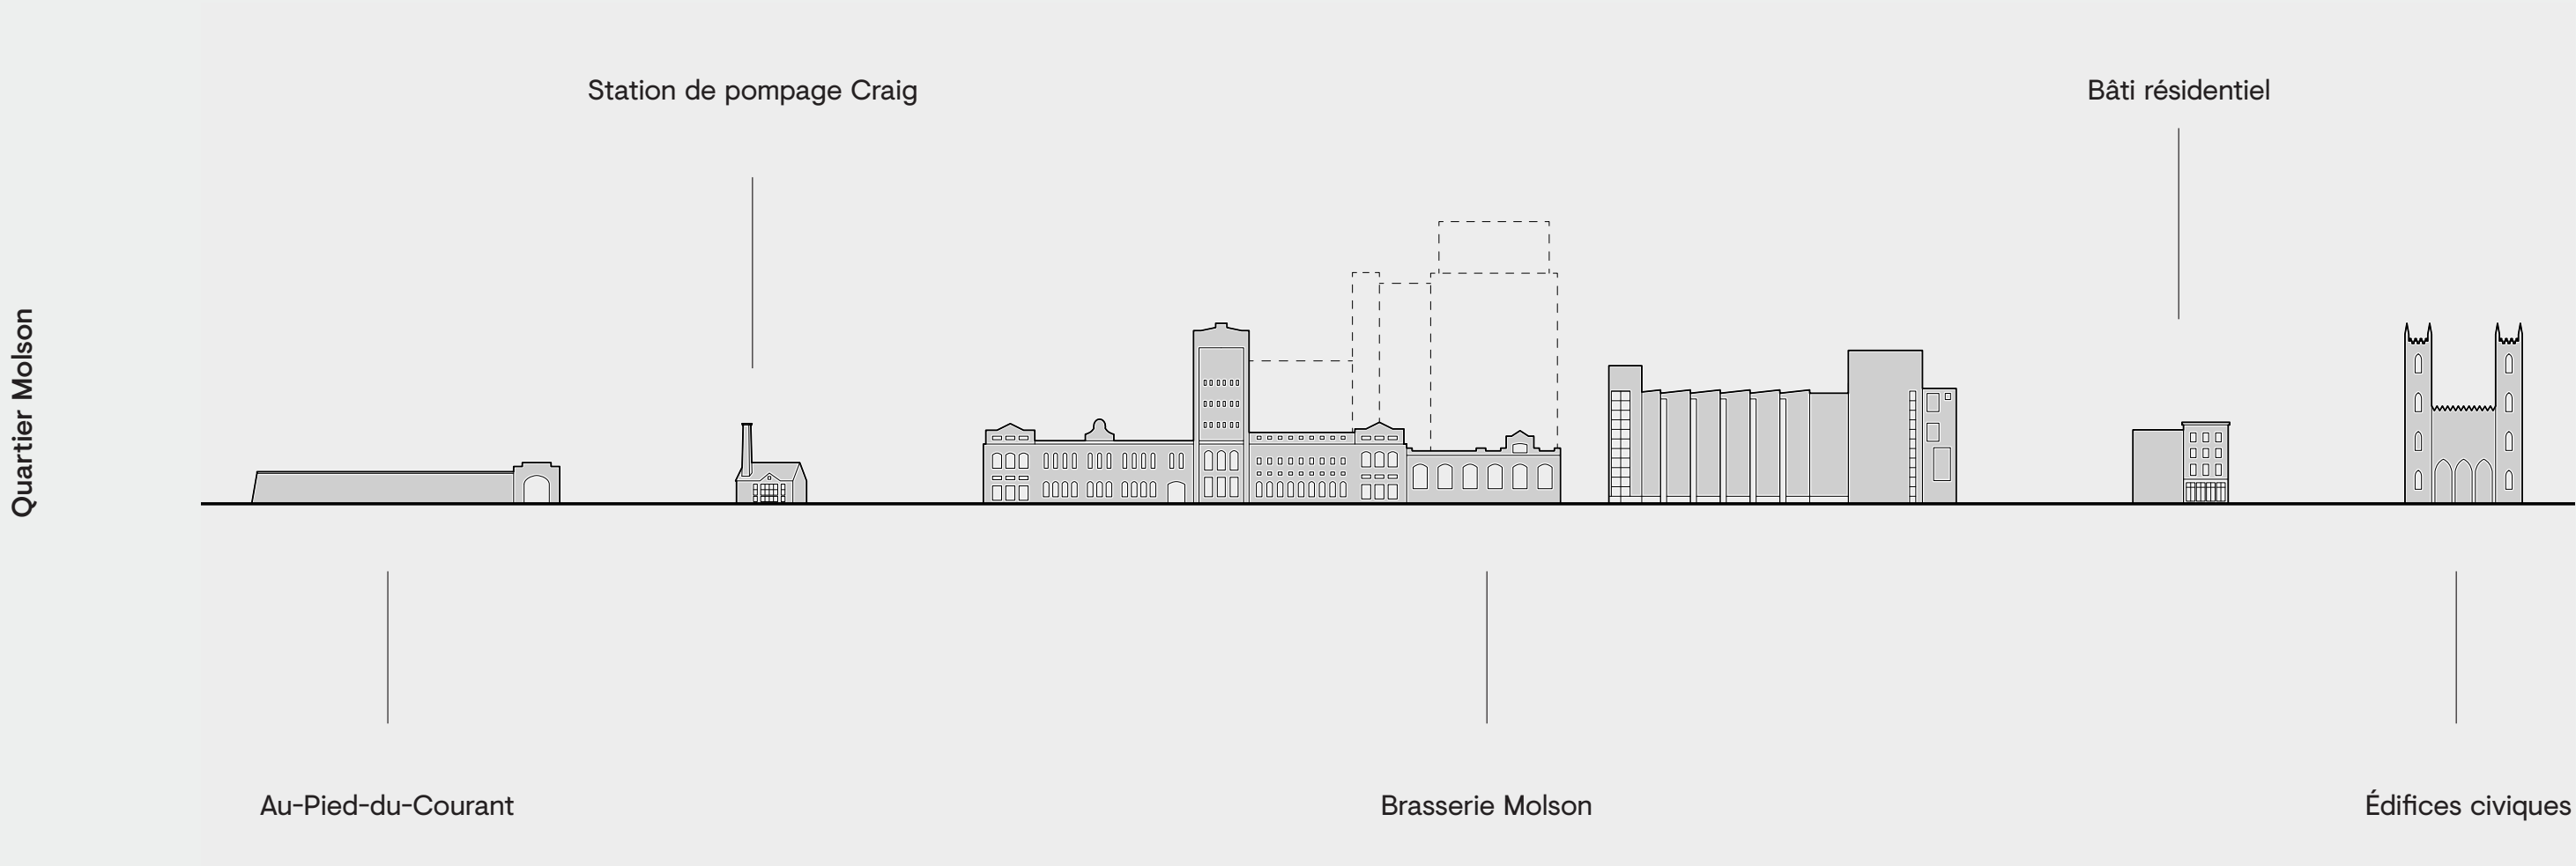 Quartier Molson
Station de pompage Craig
Bâti résidentiel
Au-Pied-du-Courant
Brasserie Molson
Édifices civiques